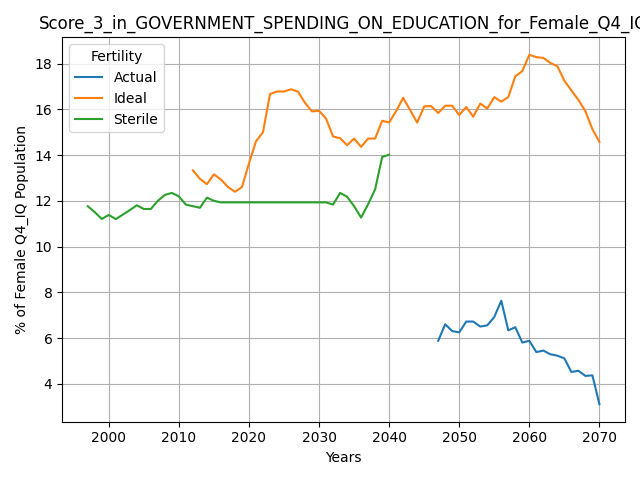 Score_3_in_GOVERNMENT_SPENDING_ON_EDUCATION_for_Female_Q4_IQ
Fertility
Actual
Ideal
Sterile
% of Female Q4_IQ Population
18
16
14
12
10
8
6
4
2000
2010
2020
2030
2040
2050
2060
2070
Years